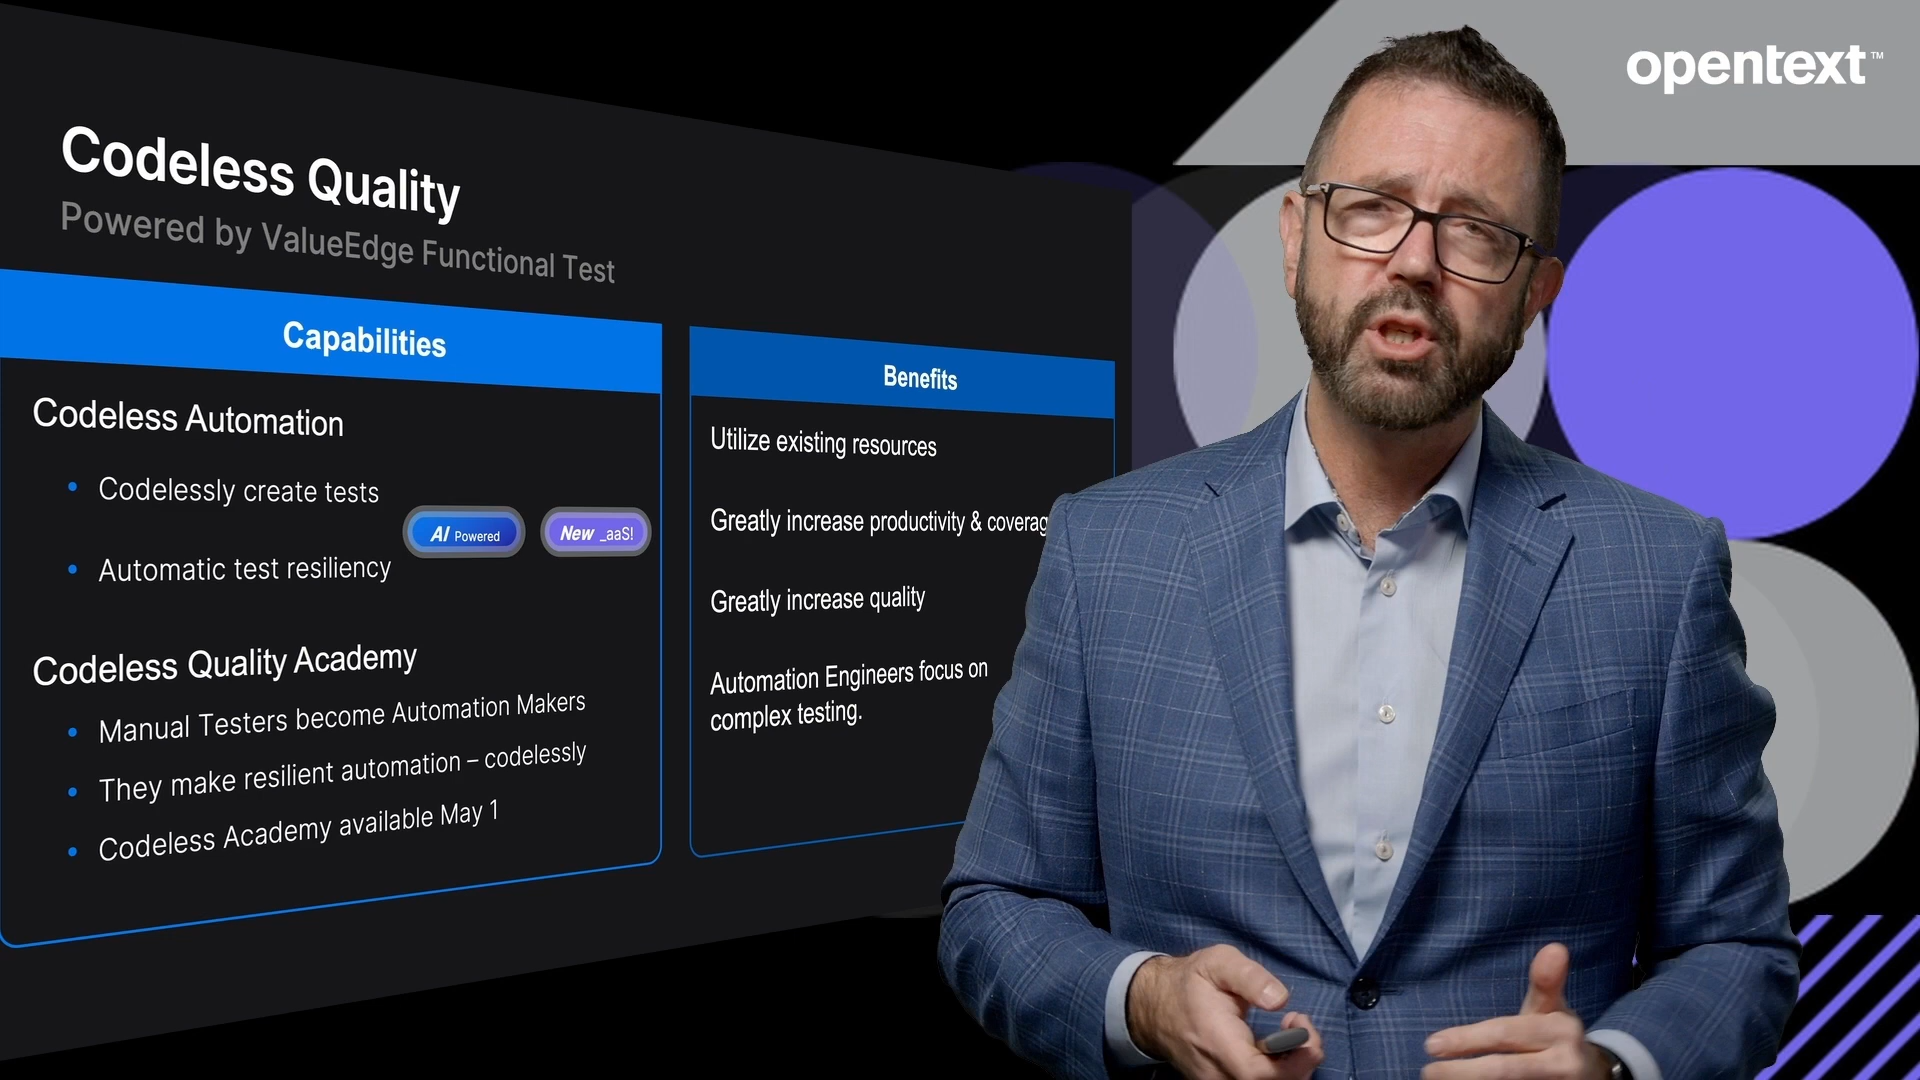 opentext™
Codeless Quality
Powered by ValueEdge Functional Test
Capabilities
Codeless Automation
• Codelessly create tests
AI Powered
New _aaS!
• Automatic test resiliency
Codeless Quality Academy
• Manual Testers become Automation Makers
• They make resilient automation – codelessly
• Codeless Academy available May 1
Benefits
Utilize existing resources
Greatly increase productivity & coverag
Greatly increase quality
Automation Engineers focus on
complex testing.